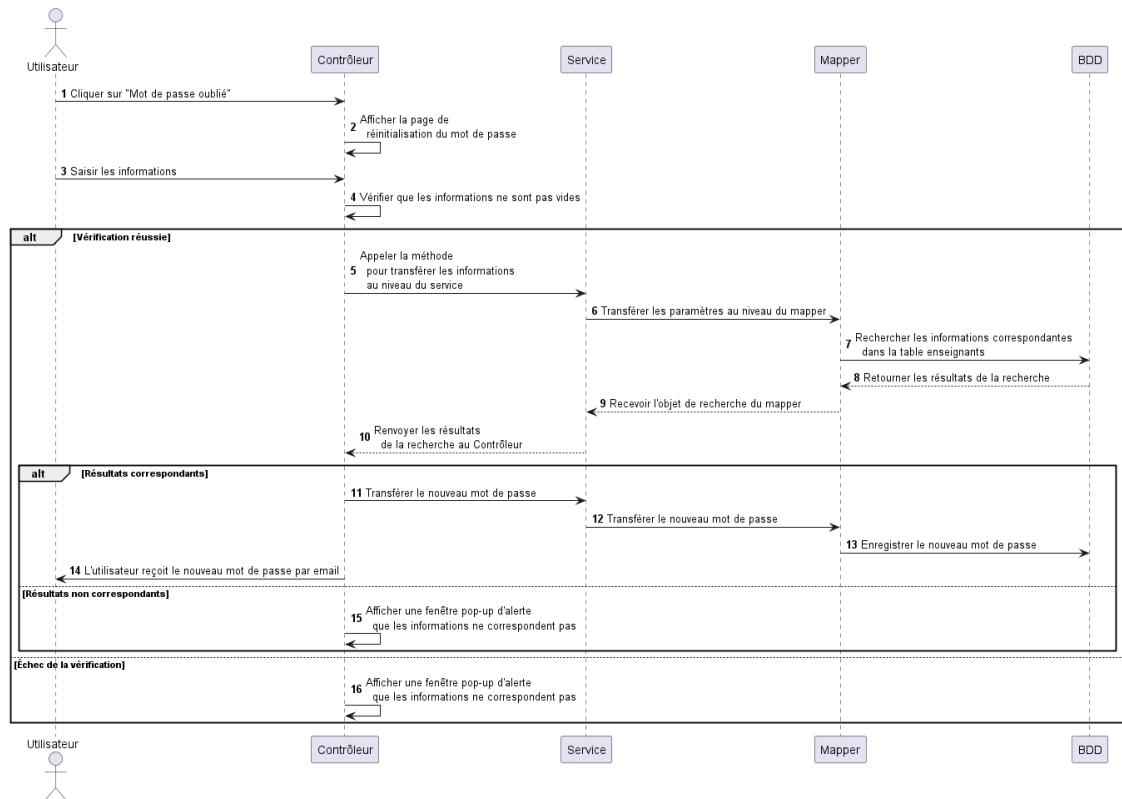 Utilisateur
Contrôleur
Service
Mapper
BDD
1 Cliquer sur "Mot de passe oublié"
Afficher la page de
2 réinitialisation du mot de passe
3 Saisir les informations
4 Vérifier que les informations ne sont pas vides
alt [Vérification réussie]
Appeler la méthode
5 pour transférer les informations
au niveau du service
6 Transférer les paramètres au niveau du mapper
7 Rechercher les informations correspondantes
dans la table enseignants
8 Retourner les résultats de la recherche
9 Recevoir l'objet de recherche du mapper
10 Renvoyer les résultats
de la recherche au Contrôleur
alt [Résultats correspondants]
11 Transférer le nouveau mot de passe
12 Transférer le nouveau mot de passe
13 Enregistrer le nouveau mot de passe
14 L'utilisateur reçoit le nouveau mot de passe par email
[Résultats non correspondants]
15 Afficher une fenêtre pop-up d'alerte
que les informations ne correspondent pas
[Échec de la vérification]
16 Afficher une fenêtre pop-up d'alerte
que les informations ne correspondent pas
Utilisateur
Contrôleur
Service
Mapper
BDD